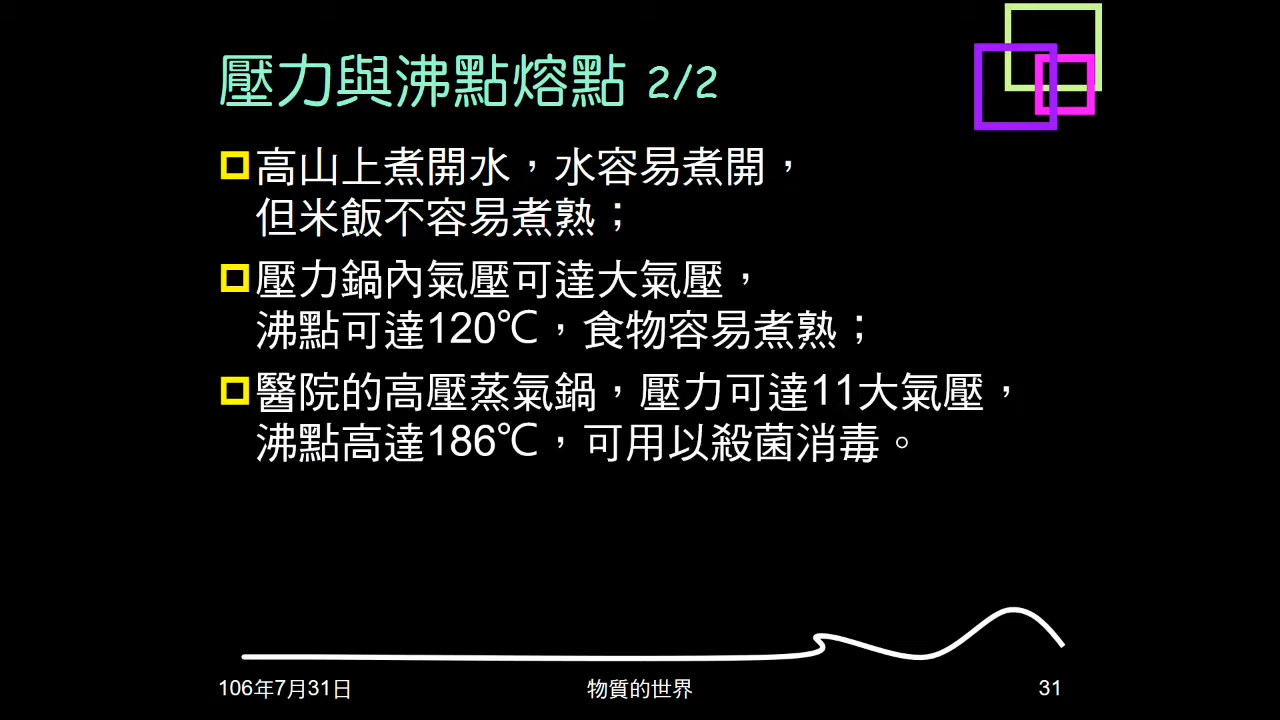 壓力與沸點熔點 2/2
高山上煮開水，水容易煮開，
但米飯不容易煮熟；
壓力鍋內氣壓可達大氣壓，
沸點可達120℃，食物容易煮熟；
醫院的高壓蒸氣鍋，壓力可達11大氣壓，
沸點高達186℃，可用以殺菌消毒。
106年7月31日
物質的世界
31